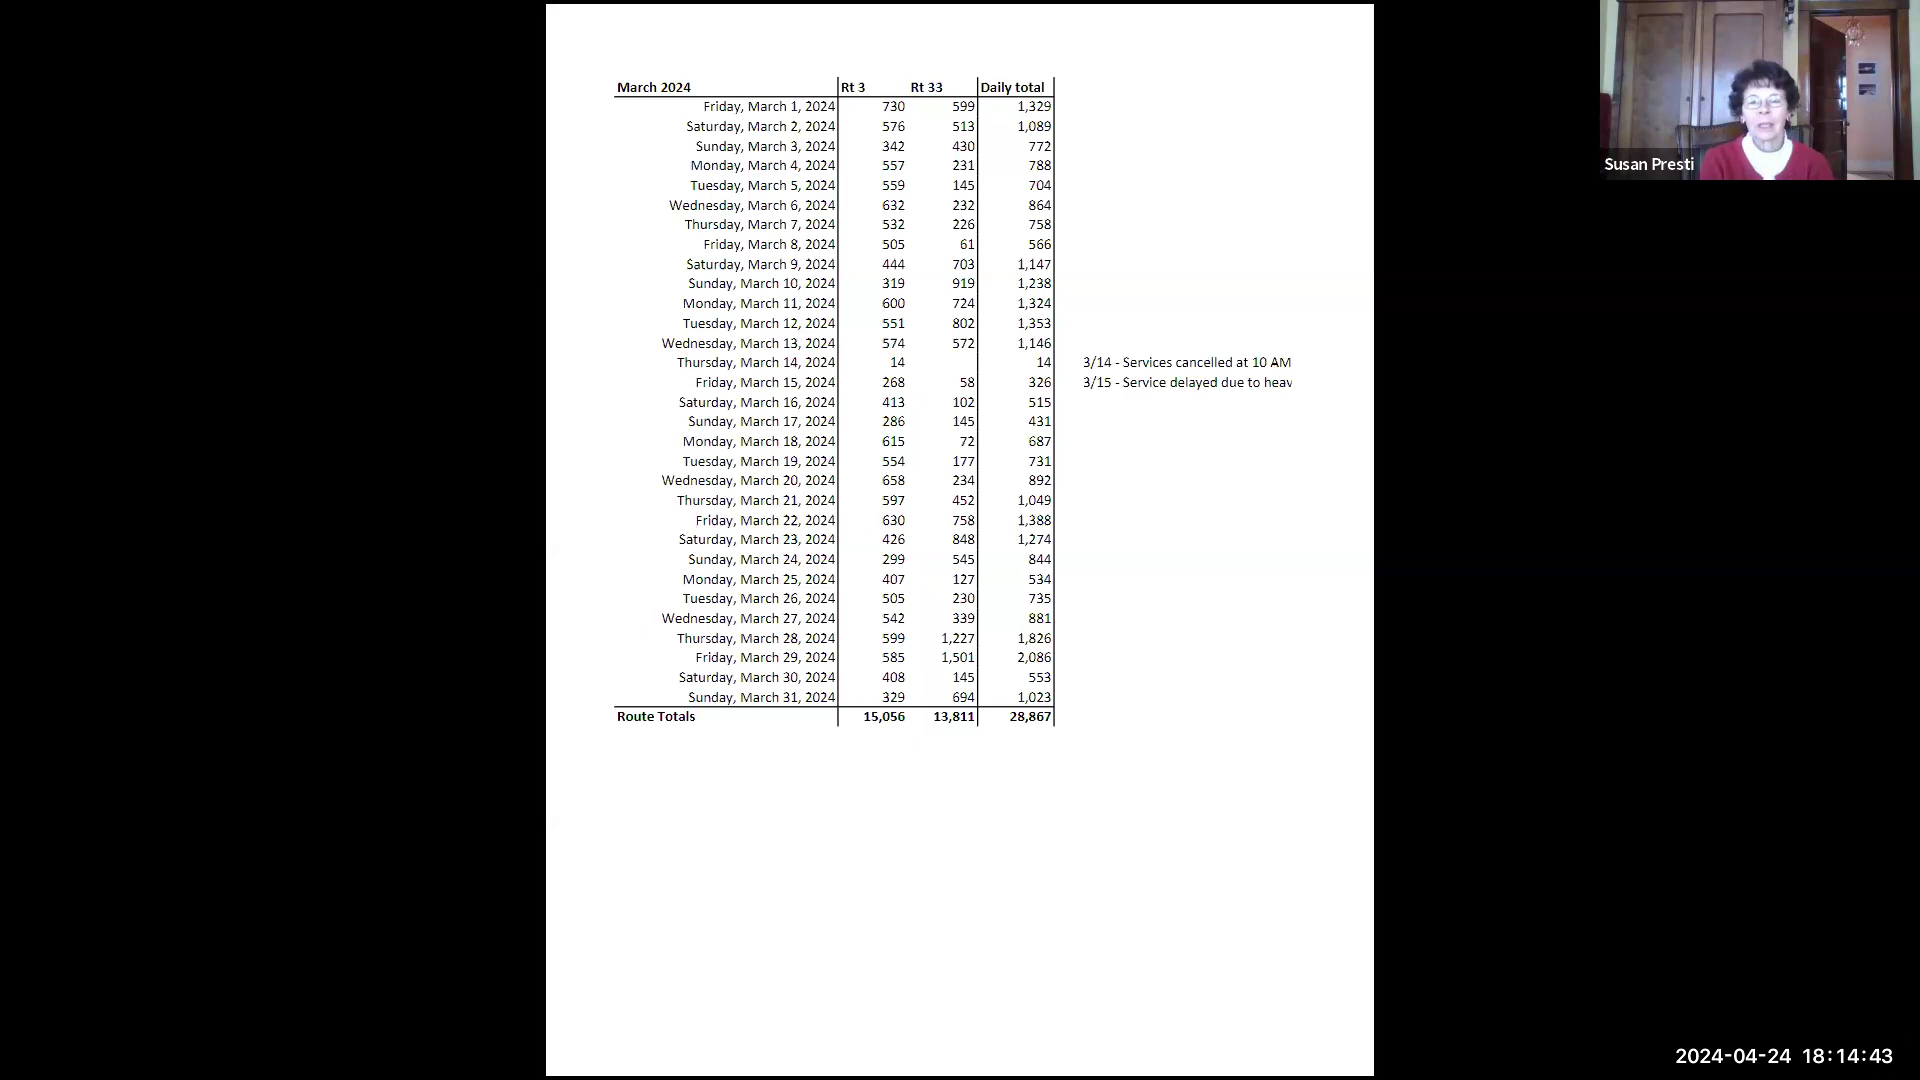 March 2024 Rt 3 Rt 33 Daily total
Friday, March 1, 2024 730 599 1,329
Saturday, March 2, 2024 576 513 1,089
Sunday, March 3, 2024 342 430 772
Monday, March 4, 2024 557 231 788
Tuesday, March 5, 2024 559 145 704
Wednesday, March 6, 2024 632 232 864
Thursday, March 7, 2024 532 226 758
Friday, March 8, 2024 505 61 566
Saturday, March 9, 2024 444 703 1,147
Sunday, March 10, 2024 319 919 1,238
Monday, March 11, 2024 600 724 1,324
Tuesday, March 12, 2024 551 802 1,353
Wednesday, March 13, 2024 574 572 1,146
Thursday, March 14, 2024 14 14 3/14 - Services cancelled at 10 AM
Friday, March 15, 2024 268 58 326 3/15 - Service delayed due to heav
Saturday, March 16, 2024 413 102 515
Sunday, March 17, 2024 286 145 431
Monday, March 18, 2024 615 72 687
Tuesday, March 19, 2024 554 177 731
Wednesday, March 20, 2024 658 234 892
Thursday, March 21, 2024 597 452 1,049
Friday, March 22, 2024 630 758 1,388
Saturday, March 23, 2024 426 848 1,274
Sunday, March 24, 2024 299 545 844
Monday, March 25, 2024 407 127 534
Tuesday, March 26, 2024 505 230 735
Wednesday, March 27, 2024 542 339 881
Thursday, March 28, 2024 599 1,227 1,826
Friday, March 29, 2024 585 1,501 2,086
Saturday, March 30, 2024 408 145 553
Sunday, March 31, 2024 329 694 1,023
Route Totals 15,056 13,811 28,867
Susan Presti
2024-04-24 18:14:43